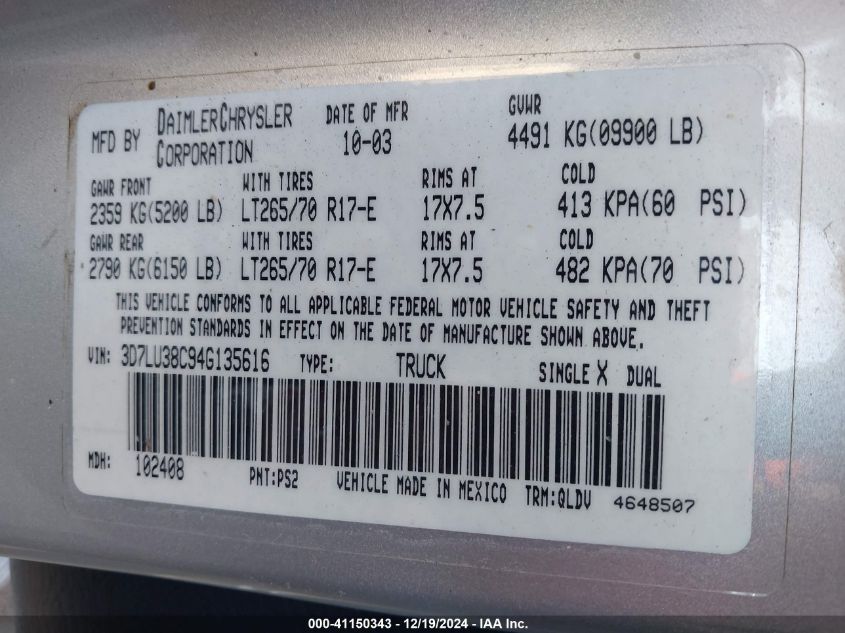 MFD BY DAIMLERCHRYSLER CORPORATION DATE OF MFR 10-03 GVWR 4491 KG(09900 LB)
GAWR FRONT WITH TIRES RIMS AT COLD
2359 KG(5200 LB) LT265/70 R17-E 17X7.5 413 KPA(60 PSI)
GAWR REAR WITH TIRES RIMS AT COLD
2790 KG(6150 LB) LT265/70 R17-E 17X7.5 482 KPA(70 PSI)
THIS VEHICLE CONFORMS TO ALL APPLICABLE FEDERAL MOTOR VEHICLE SAFETY AND THEFT
PREVENTION STANDARDS IN EFFECT ON THE DATE OF MANUFACTURE SHOWN ABOVE.
VIN: 3D7LU38C94G135616 TYPE: TRUCK SINGLE X DUAL
MDH: 102408 PNT:PS2 VEHICLE MADE IN MEXICO TRM:QLDV 4648507
000-41150343 - 12/19/2024 - IAA Inc.